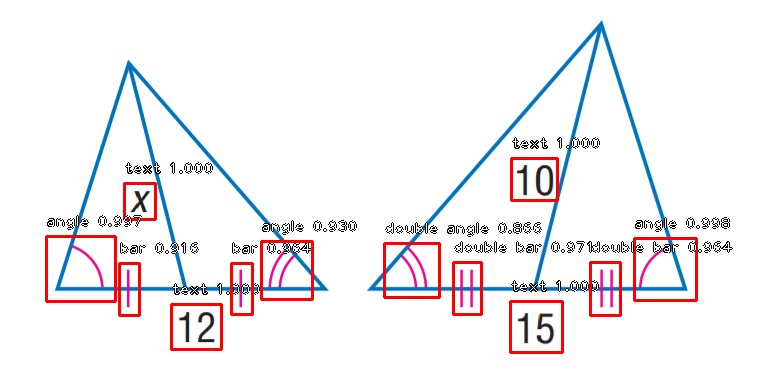 text 1.000
text 1.000
x
10
angle 0.997
angle 0.930
double angle 0.866
angle 0.998
bar 0.916
bar 0.964
double bar 0.971
double bar 0.964
text 1.000
text 1.000
12
15